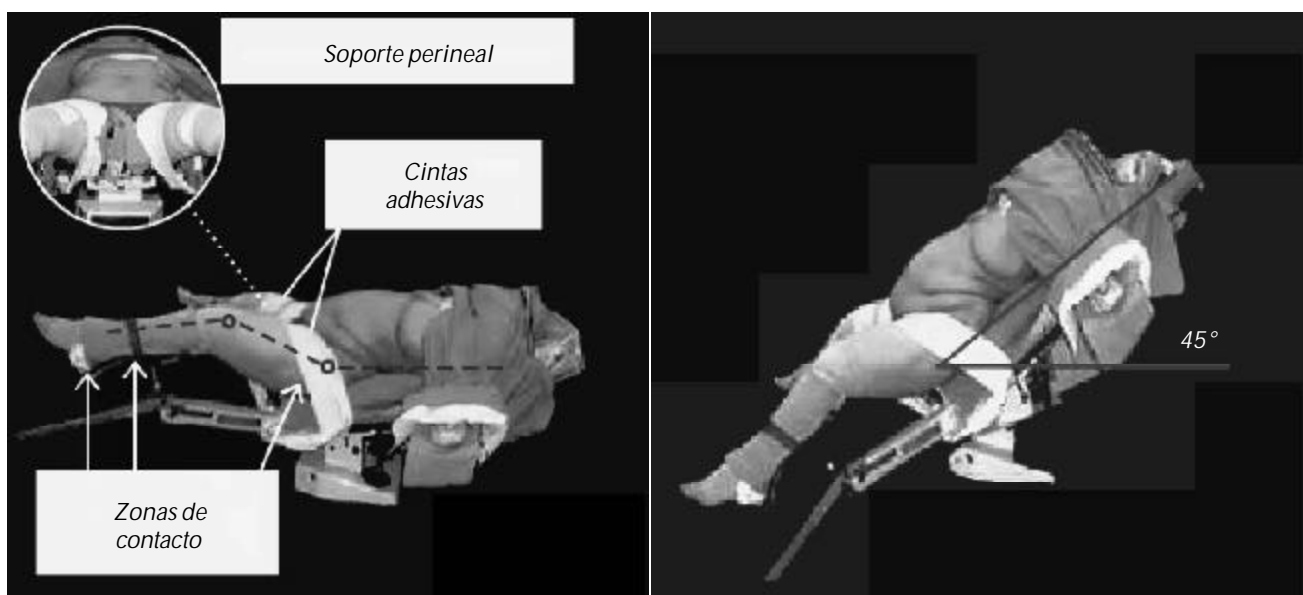 Soporte perineal
Cintas
adhesivas
45°
Zonas de
contacto